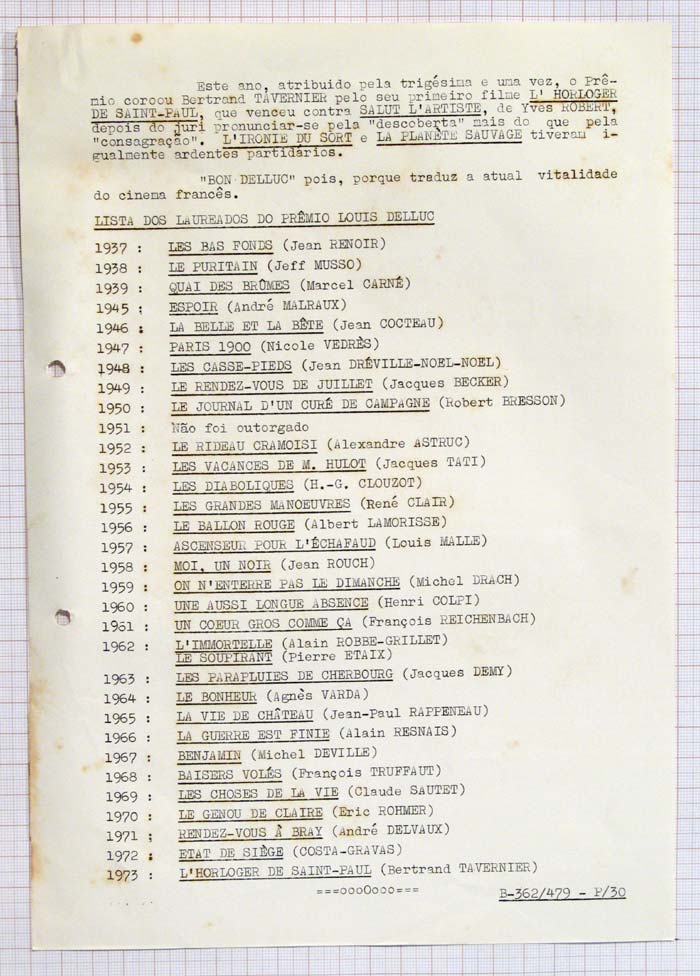 Este ano, atribuido pela trigésima e uma vez, o Prê-
mio coroou Bertrand TAVERNIER pelo seu primeiro filme L' HORLOGER
DE SAINT-PAUL, que venceu contra SALUT L'ARTISTE, de Yves ROBERT,
depois do juri pronunciar-se pela "descoberta" mais do que pela
"consagração". L'IRONIE DU SORT e LA PLANÈTE SAUVAGE tiveram i-
gualmente ardentes partidários.
"BON DELLUC" pois, porque traduz a atual vitalidade
do cinema francês.
LISTA DOS LAUREADOS DO PRÊMIO LOUIS DELLUC
1937 : LES BAS FONDS (Jean RENOIR)
1938 : LE PURITAIN (Jeff MUSSO)
1939 : QUAI DES BRÛMES (Marcel CARNÉ)
1945 : ESPOIR (André MALRAUX)
1946 : LA BELLE ET LA BÊTE (Jean COCTEAU)
1947 : PARIS 1900 (Nicole VEDRÈS)
1948 : LES CASSE-PIEDS (Jean DRÉVILLE-NOEL-NOEL)
1949 : LE RENDEZ-VOUS DE JUILLET (Jacques BECKER)
1950 : LE JOURNAL D'UN CURÉ DE CAMPAGNE (Robert BRESSON)
1951 : Não foi outorgado
1952 : LE RIDEAU CRAMOISI (Alexandre ASTRUC)
1953 : LES VACANCES DE M. HULOT (Jacques TATI)
1954 : LES DIABOLIQUES (H.-G. CLOUZOT)
1955 : LES GRANDES MANOEUVRES (René CLAIR)
1956 : LE BALLON ROUGE (Albert LAMORISSE)
1957 : ASCENSEUR POUR L'ÉCHAFAUD (Louis MALLE)
1958 : MOI, UN NOIR (Jean ROUCH)
1959 : ON N'ENTERRE PAS LE DIMANCHE (Michel DRACH)
1960 : UNE AUSSI LONGUE ABSENCE (Henri COLPI)
1961 : UN COEUR GROS COMME ÇA (François REICHENBACH)
1962 : L'IMMORTELLE (Alain ROBBE-GRILLET)
LE SOUPIRANT (Pierre ETAIX)
1963 : LES PARAPLUIES DE CHERBOURG (Jacques DEMY)
1964 : LE BONHEUR (Agnès VARDA)
1965 : LA VIE DE CHÂTEAU (Jean-Paul RAPPENEAU)
1966 : LA GUERRE EST FINIE (Alain RESNAIS)
1967 : BENJAMIN (Michel DEVILLE)
1968 : BAISERS VOLÉS (François TRUFFAUT)
1969 : LES CHOSES DE LA VIE (Claude SAUTET)
1970 : LE GENOU DE CLAIRE (Eric ROHMER)
1971 : RENDEZ-VOUS À BRAY (André DELVAUX)
1972 : ETAT DE SIÈGE (COSTA-GRAVAS)
1973 : L'HORLOGER DE SAINT-PAUL (Bertrand TAVERNIER)
===oooOooo===
B-362/479 - P/30